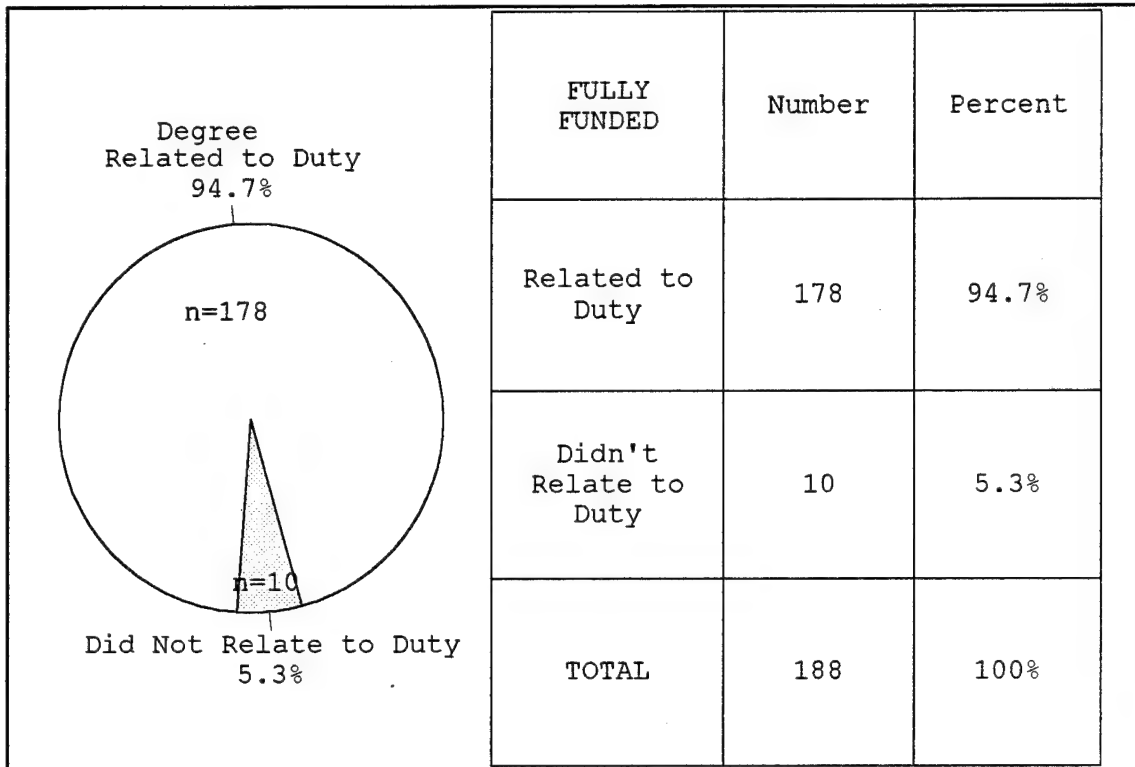 Degree
Related to Duty
94.7%
n=178
n=10
Did Not Relate to Duty
5.3%
FULLY
FUNDED
Number
Percent
Related to
Duty
178
94.7%
Didn't
Relate to
Duty
10
5.3%
TOTAL
188
100%